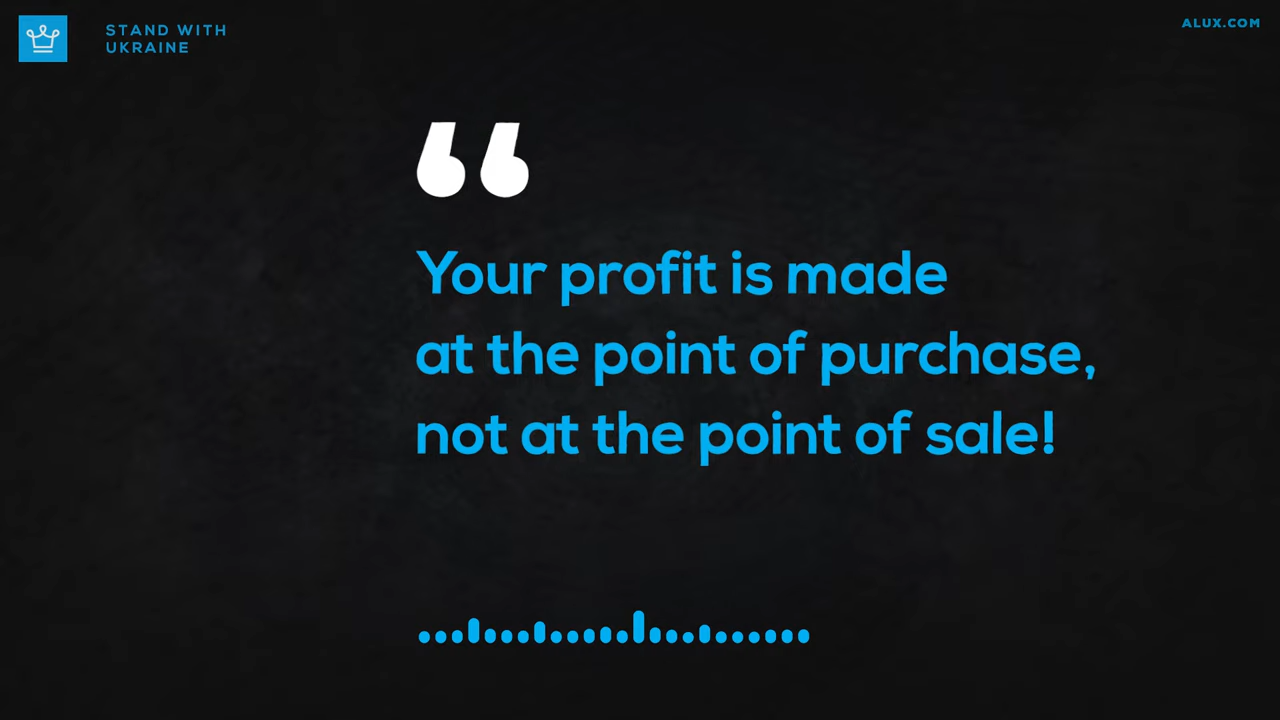 STAND WITH
UKRAINE
ALUX.COM
“
Your profit is made
at the point of purchase,
not at the point of sale!